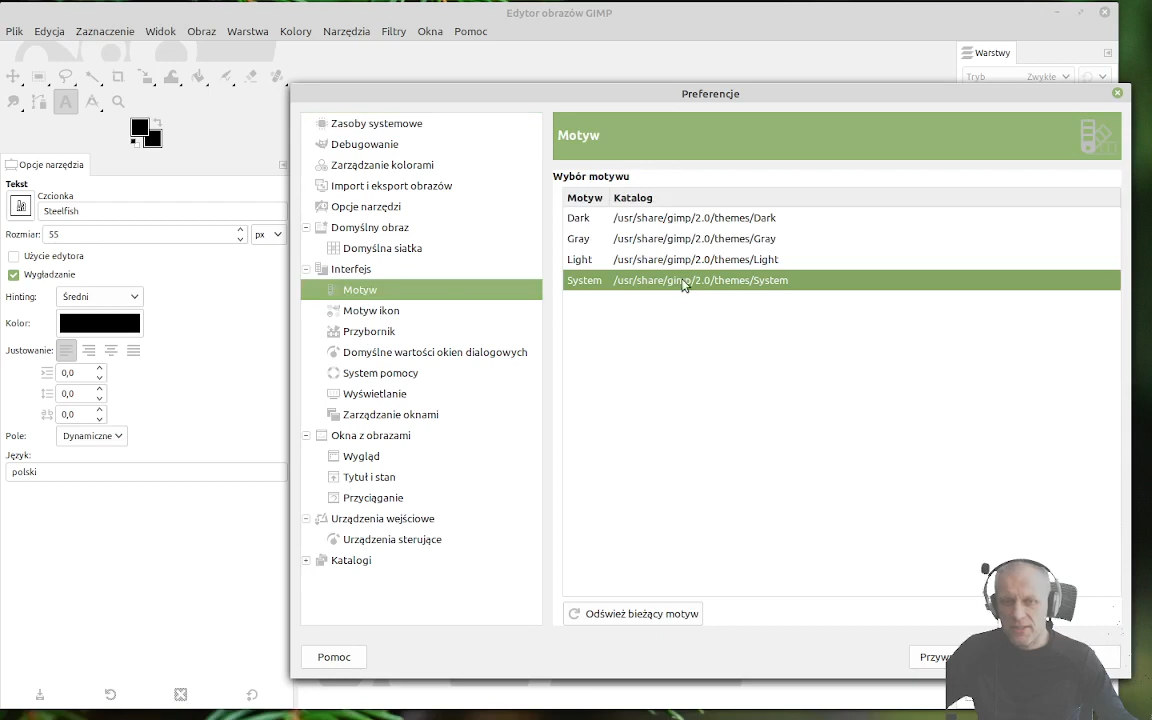 Edytor obrazów GIMP
Plik Edycja Zaznaczenie Widok Obraz Warstwa Kolory Narzędzia Filtry Okna Pomoc
Warstwy
Tryb Zwykłe
Opcje narzędzia
Tekst
Czcionka
Steelfish
Rozmiar: 55 px
Użycie edytora
Wygładzanie
Hinting: Średni
Kolor:
Justowanie:
0,0
0,0
0,0
Pole: Dynamiczne
Język:
polski
Preferencje
Zasoby systemowe
Debugowanie
Zarządzanie kolorami
Import i eksport obrazów
Opcje narzędzi
Domyślny obraz
Domyślna siatka
Interfejs
Motyw
Motyw ikon
Przybornik
Domyślne wartości okien dialogowych
System pomocy
Wyświetlanie
Zarządzanie oknami
Okna z obrazami
Wygląd
Tytuł i stan
Przyciąganie
Urządzenia wejściowe
Urządzenia sterujące
Katalogi
Motyw
Wybór motywu
Motyw Katalog
Dark /usr/share/gimp/2.0/themes/Dark
Gray /usr/share/gimp/2.0/themes/Gray
Light /usr/share/gimp/2.0/themes/Light
System /usr/share/gimp/2.0/themes/System
Odśwież bieżący motyw
Pomoc